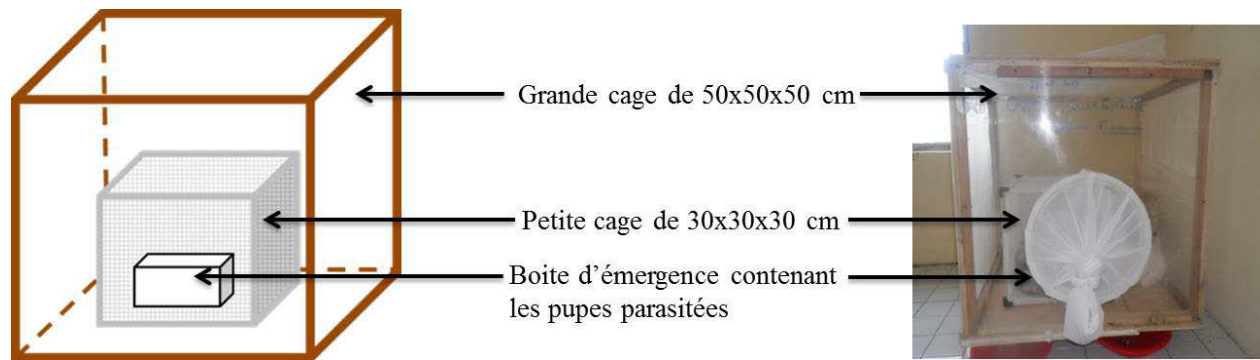 Grande cage de 50x50x50 cm
Petite cage de 30x30x30 cm
Boite d’émergence contenant
les pupes parasitées